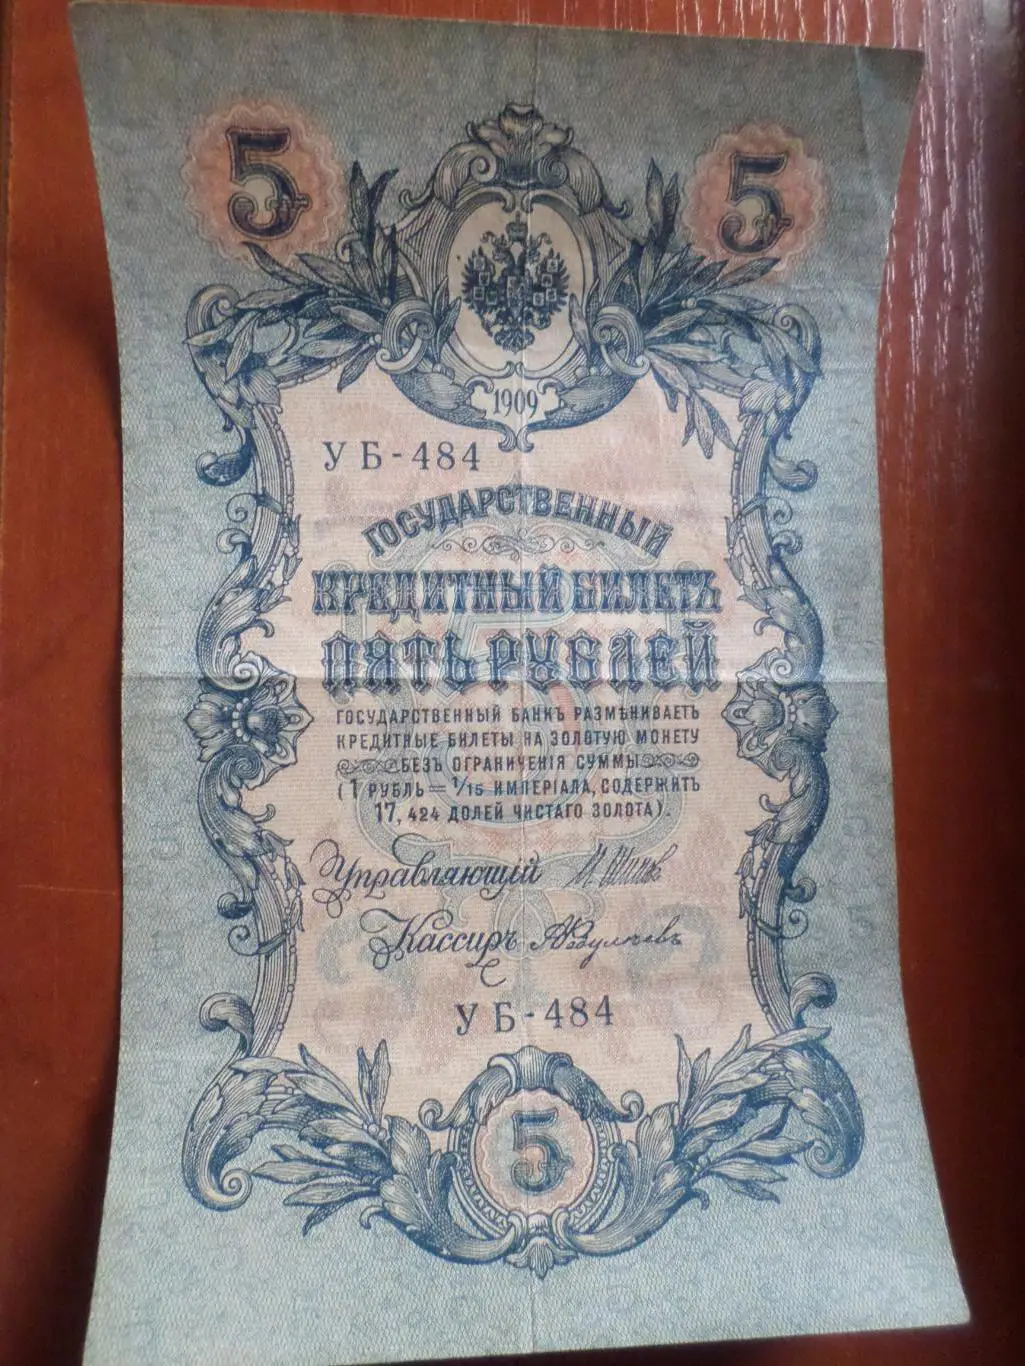 5 5
1909
УБ-484
ГОСУДАРСТВЕННЫЙ
КРЕДИТНЫЙ БИЛЕТЪ
ПЯТЬ РУБЛЕЙ
ГОСУДАРСТВЕННЫЙ БАНКЪ РАЗМѢНИВАЕТЪ
КРЕДИТНЫЕ БИЛЕТЫ НА ЗОЛОТУЮ МОНЕТУ
БЕЗЪ ОГРАНИЧЕНІЯ СУММЫ
(1 РУБЛЬ = 1/15 ИМПЕРІАЛА, СОДЕРЖИТЪ
17,424 ДОЛЕЙ ЧИСТАГО ЗОЛОТА).
Управляющій И. Шипов
Кассиръ
УБ-484
5